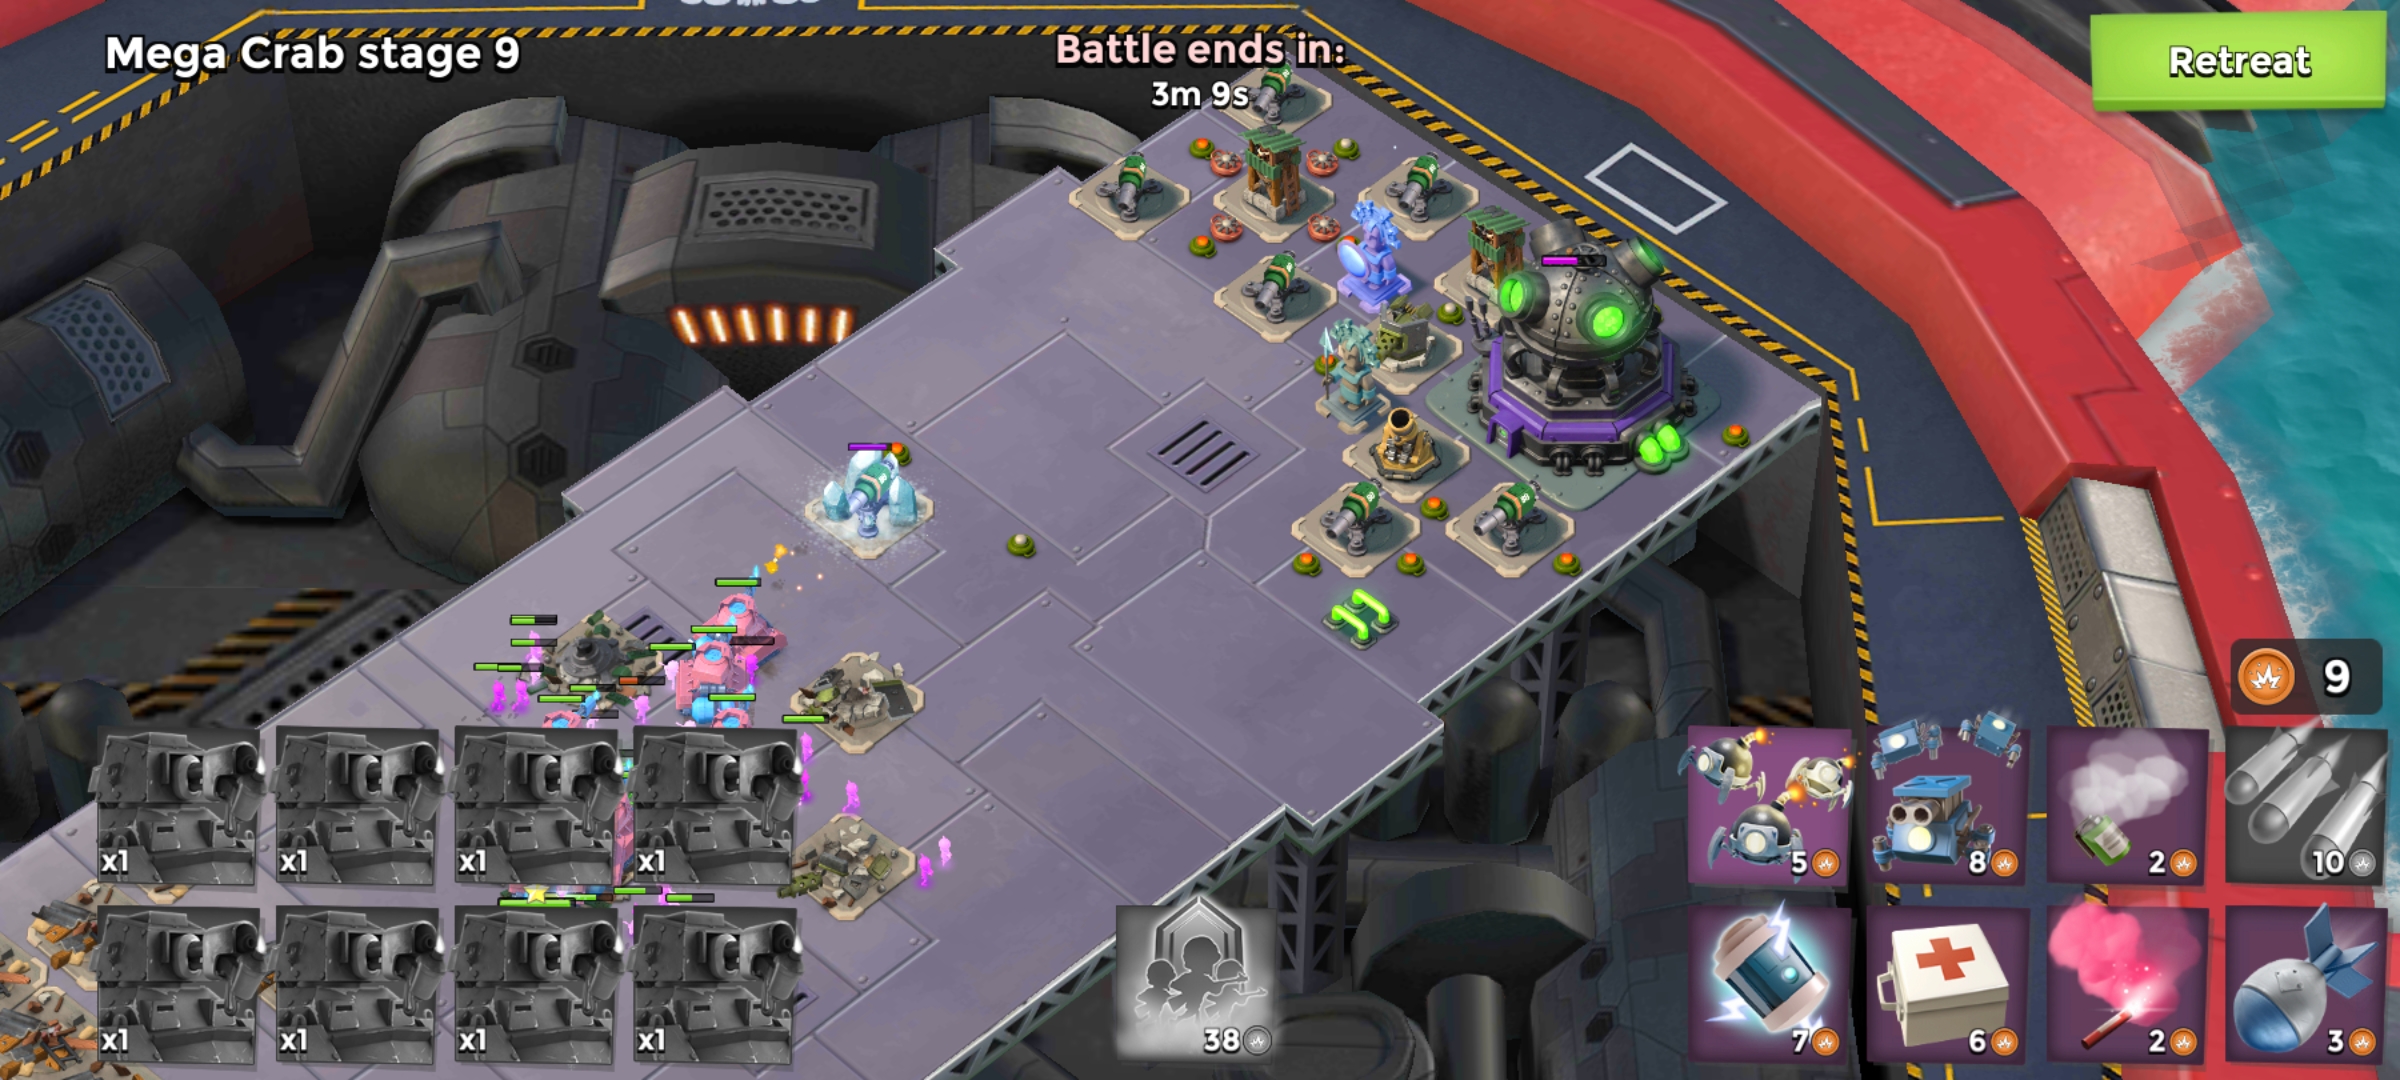 Mega Crab stage 9
Battle ends in:
3m 9s
Retreat
9
x1
x1
x1
x1
5
8
2
10
x1
x1
x1
x1
38
7
6
2
3